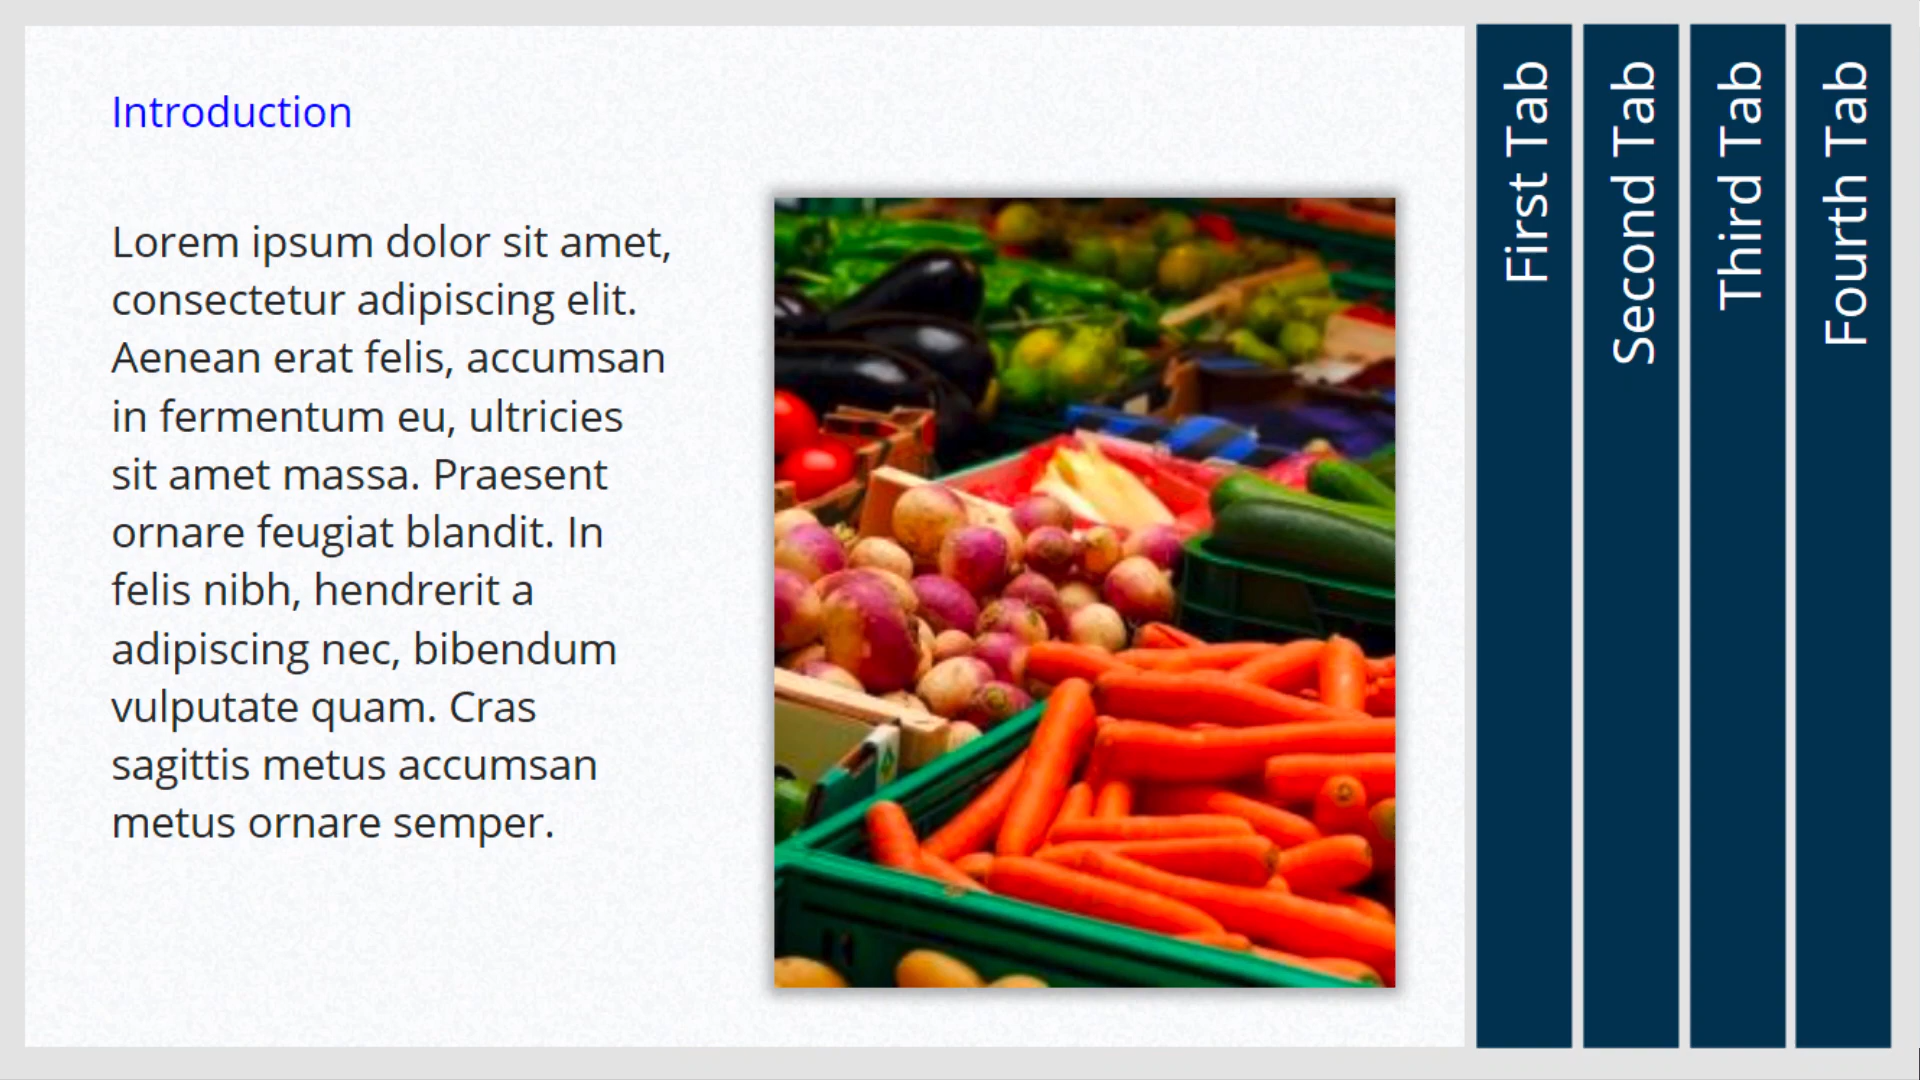 Introduction
Lorem ipsum dolor sit amet,
consectetur adipiscing elit.
Aenean erat felis, accumsan
in fermentum eu, ultricies
sit amet massa. Praesent
ornare feugiat blandit. In
felis nibh, hendrerit a
adipiscing nec, bibendum
vulputate quam. Cras
sagittis metus accumsan
metus ornare semper.
First Tab
Second Tab
Third Tab
Fourth Tab